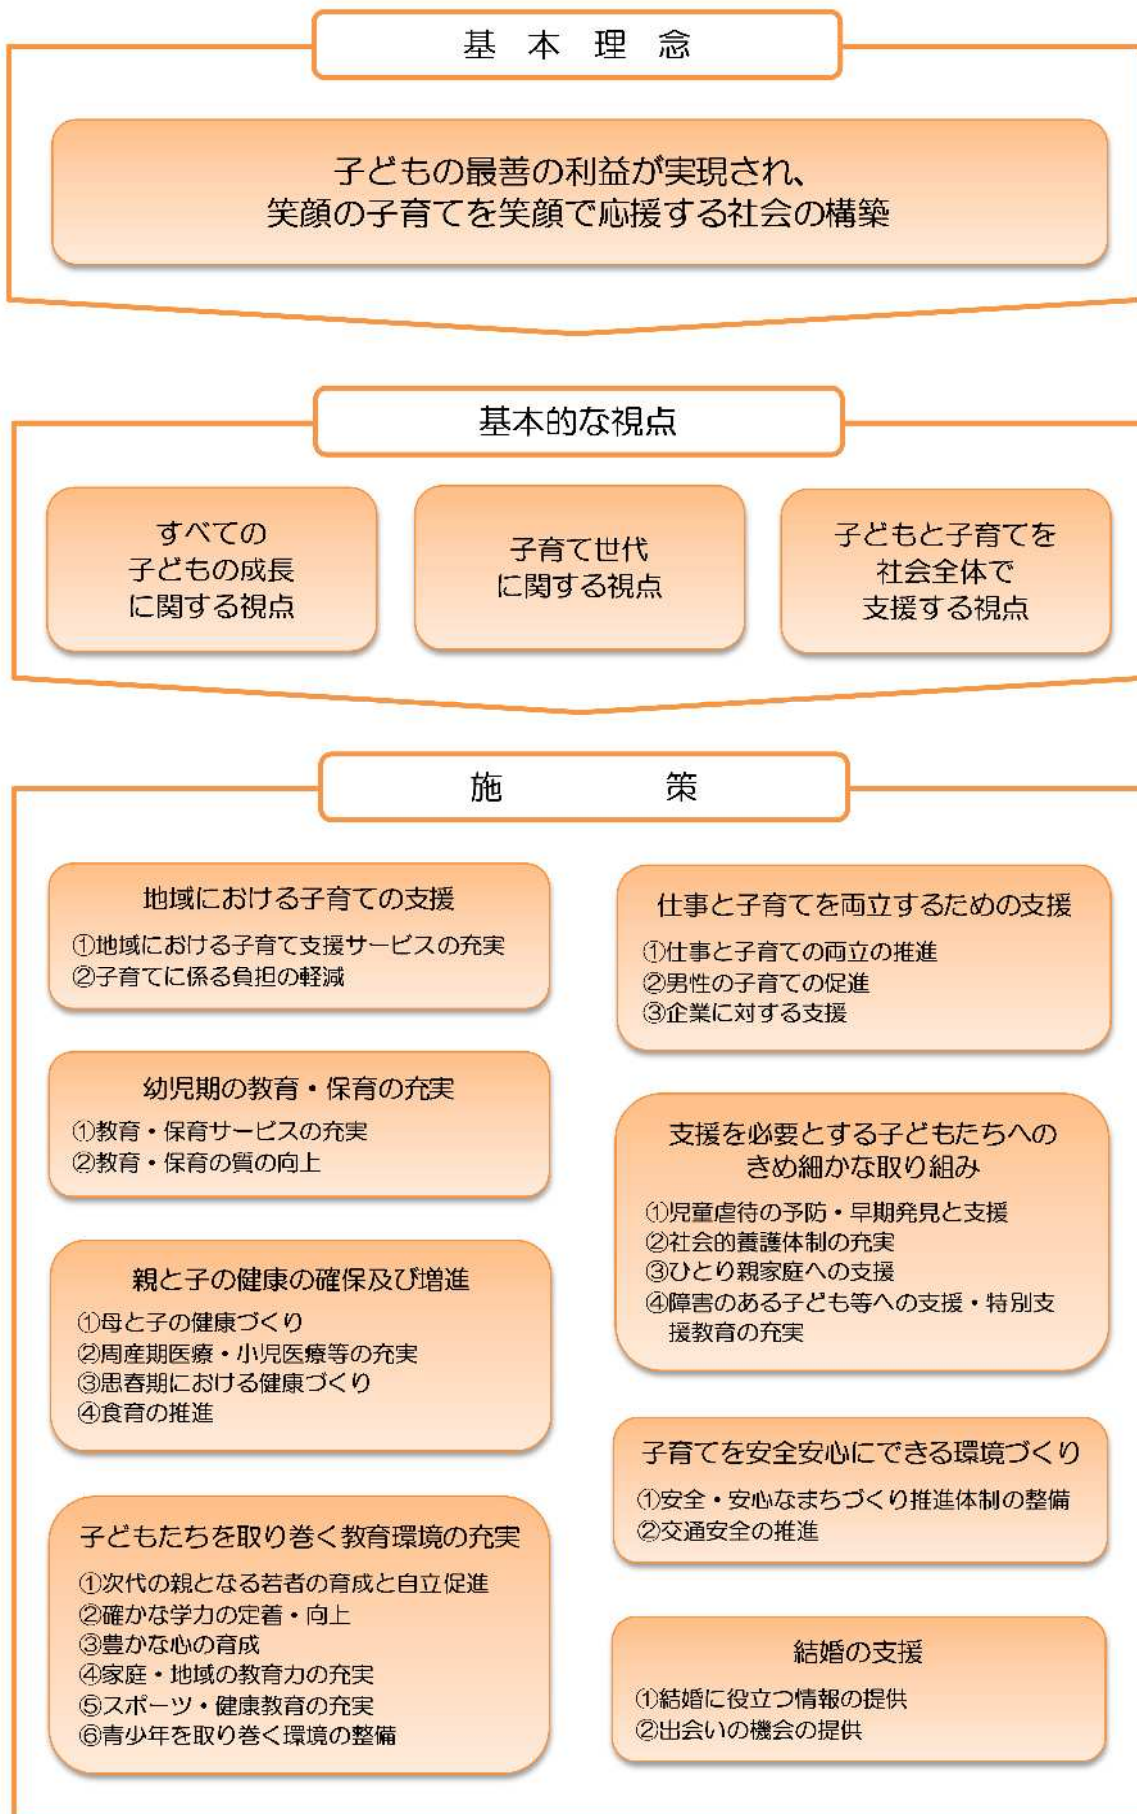 基本理念
子どもの最善の利益が実現され、
笑顔の子育てを笑顔で応援する社会の構築
基本的な視点
すべての
子どもの成長
に関する視点
子育て世代
に関する視点
子どもと子育てを
社会全体で
支援する視点
施策
地域における子育ての支援
①地域における子育て支援サービスの充実
②子育てに係る負担の軽減
幼児期の教育・保育の充実
①教育・保育サービスの充実
②教育・保育の質の向上
親と子の健康の確保及び増進
①母と子の健康づくり
②周産期医療・小児医療等の充実
③思春期における健康づくり
④食育の推進
子どもたちを取り巻く教育環境の充実
①次代の親となる若者の育成と自立促進
②確かな学力の定着・向上
③豊かな心の育成
④家庭・地域の教育力の充実
⑤スポーツ・健康教育の充実
⑥青少年を取り巻く環境の整備
仕事と子育てを両立するための支援
①仕事と子育ての両立の推進
②男性の子育ての促進
③企業に対する支援
支援を必要とする子どもたちへの
きめ細かな取り組み
①児童虐待の予防・早期発見と支援
②社会的養護体制の充実
③ひとり親家庭への支援
④障害のある子ども等への支援・特別支
援教育の充実
子育てを安全安心にできる環境づくり
①安全・安心なまちづくり推進体制の整備
②交通安全の推進
結婚の支援
①結婚に役立つ情報の提供
②出会いの機会の提供